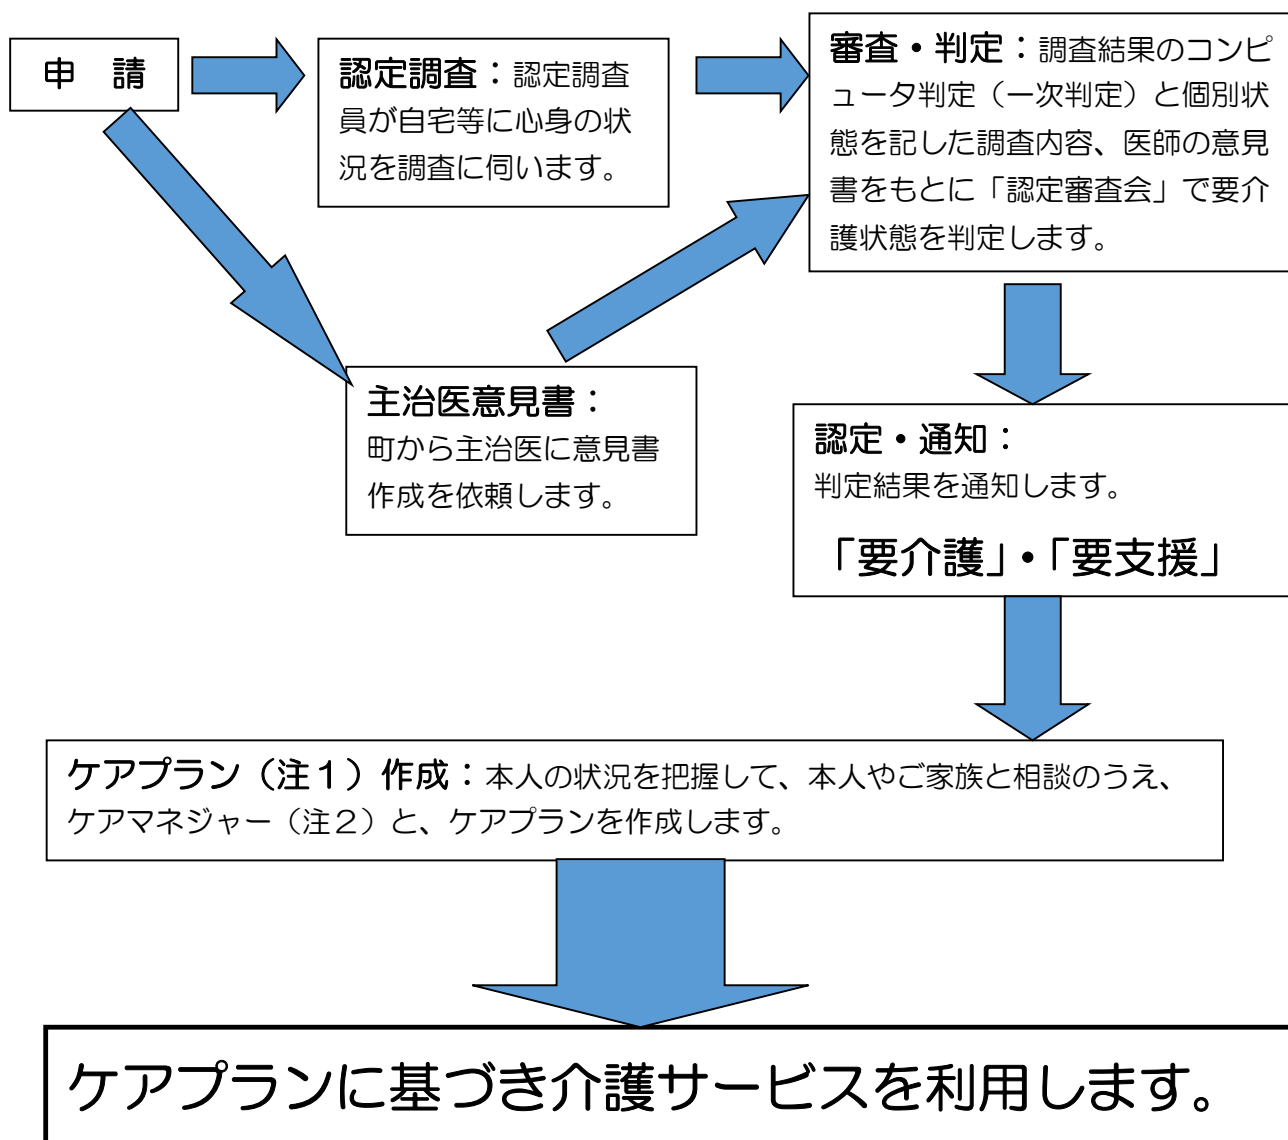 申　請
認定調査：認定調査
員が自宅等に心身の状
況を調査に伺います。
審査・判定：調査結果のコンピ
ュータ判定（一次判定）と個別状
態を記した調査内容、医師の意見
書をもとに「認定審査会」で要介
護状態を判定します。
主治医意見書：
町から主治医に意見書
作成を依頼します。
認定・通知：
判定結果を通知します。
「要介護」・「要支援」
ケアプラン（注１）作成：本人の状況を把握して、本人やご家族と相談のうえ、
ケアマネジャー（注２）と、ケアプランを作成します。
ケアプランに基づき介護サービスを利用します。